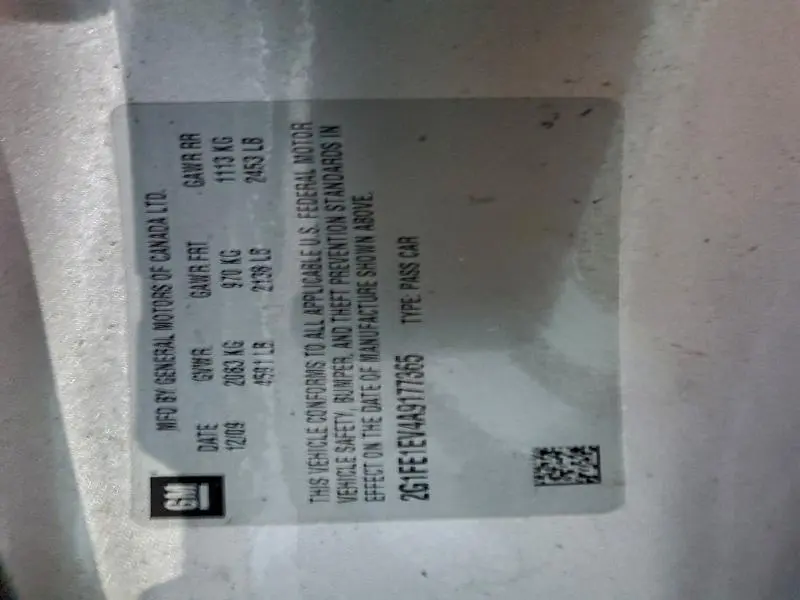 GM
MFD BY GENERAL MOTORS OF CANADA LTD.
DATE GVWR GAWR FRT GAWR RR
12/09 2083 KG 970 KG 1113 KG
4591 LB 2138 LB 2453 LB
THIS VEHICLE CONFORMS TO ALL APPLICABLE U.S. FEDERAL MOTOR
VEHICLE SAFETY, BUMPER, AND THEFT PREVENTION STANDARDS IN
EFFECT ON THE DATE OF MANUFACTURE SHOWN ABOVE.
2G1FE1EV4A9177365 TYPE: PASS CAR